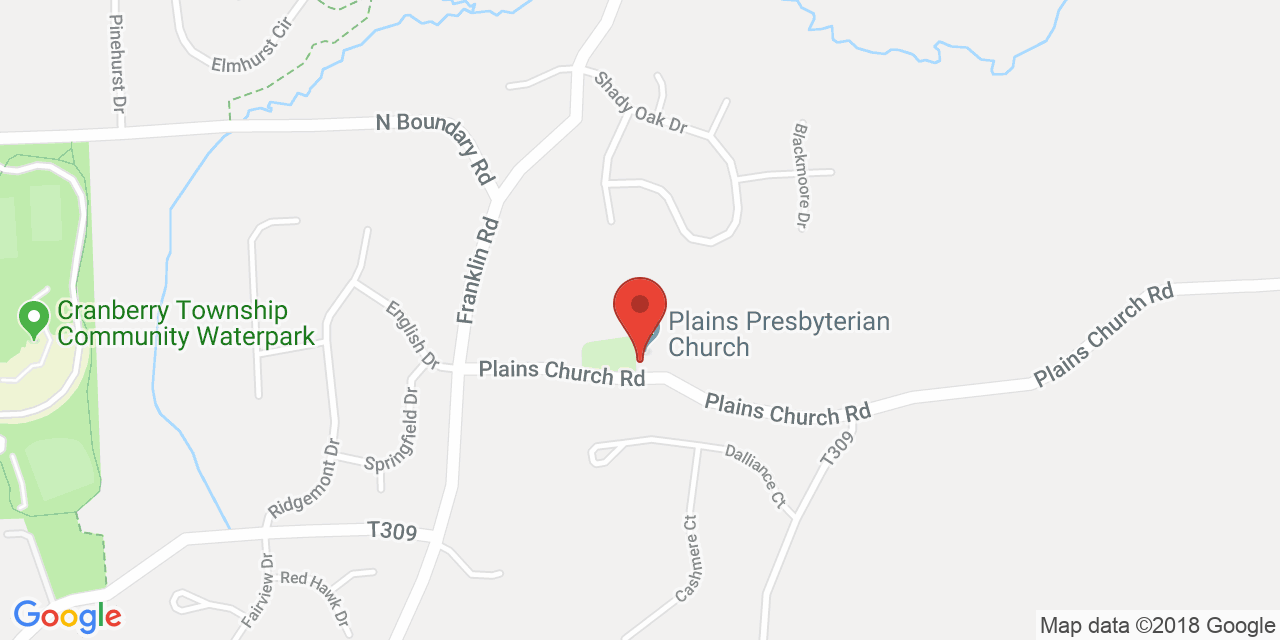 Pinehurst Dr
Elmhurst Cir
Shady Oak Dr
N Boundary Rd
Blackmoore Dr
Franklin Rd
Cranberry Township
Community Waterpark
English Dr
Plains Presbyterian
Church
Plains Church Rd
Plains Church Rd
Plains Church Rd
Springfield Dr
Ridgemont Dr
T309
Dalliance Ct
T309
Cashmere Ct
Fairview Dr
Red Hawk Dr
Google
Map data ©2018 Google